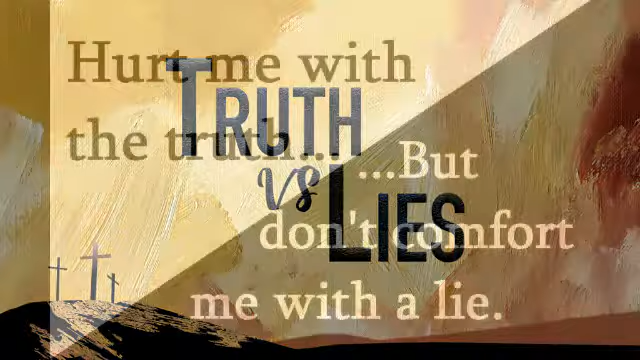 Hurt me with
the truth...
...But
don't comfort
me with a lie.
TRUTH
vs
LIES